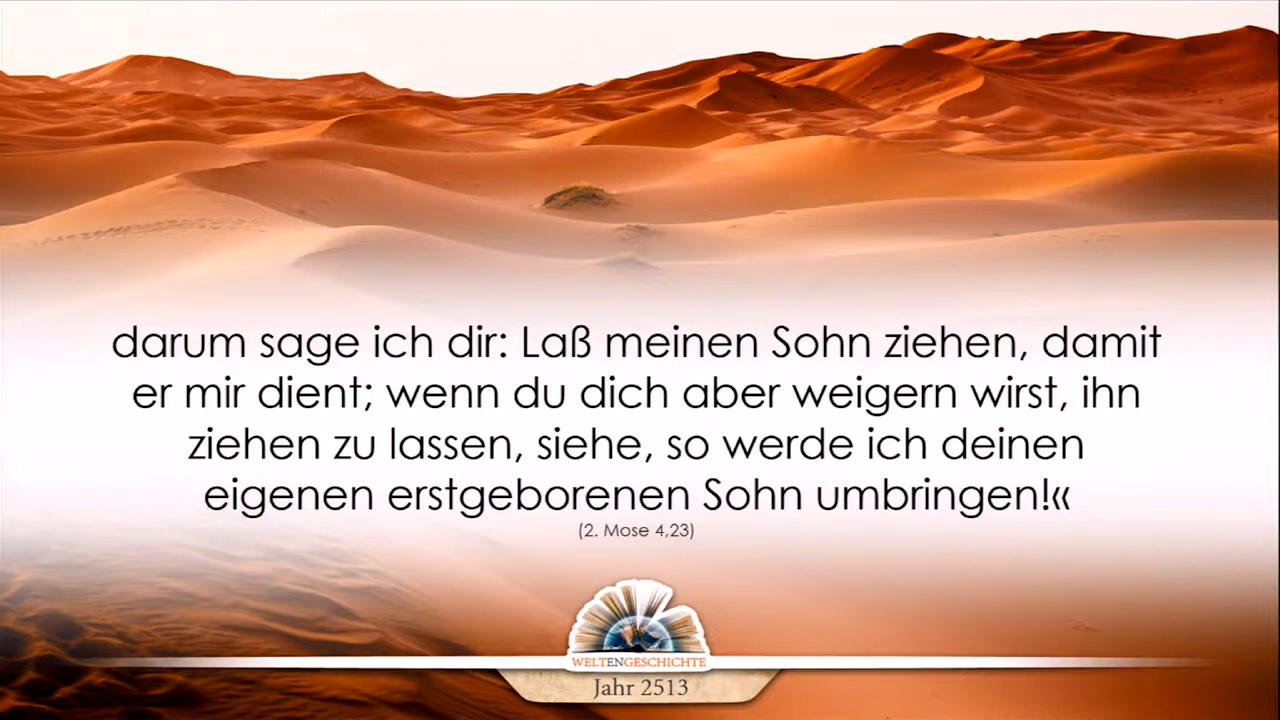 darum sage ich dir: Laß meinen Sohn ziehen, damit
er mir dient; wenn du dich aber weigern wirst, ihn
ziehen zu lassen, siehe, so werde ich deinen
eigenen erstgeborenen Sohn umbringen!«
(2. Mose 4,23)
WELTENGESCHICHTE
Jahr 2513